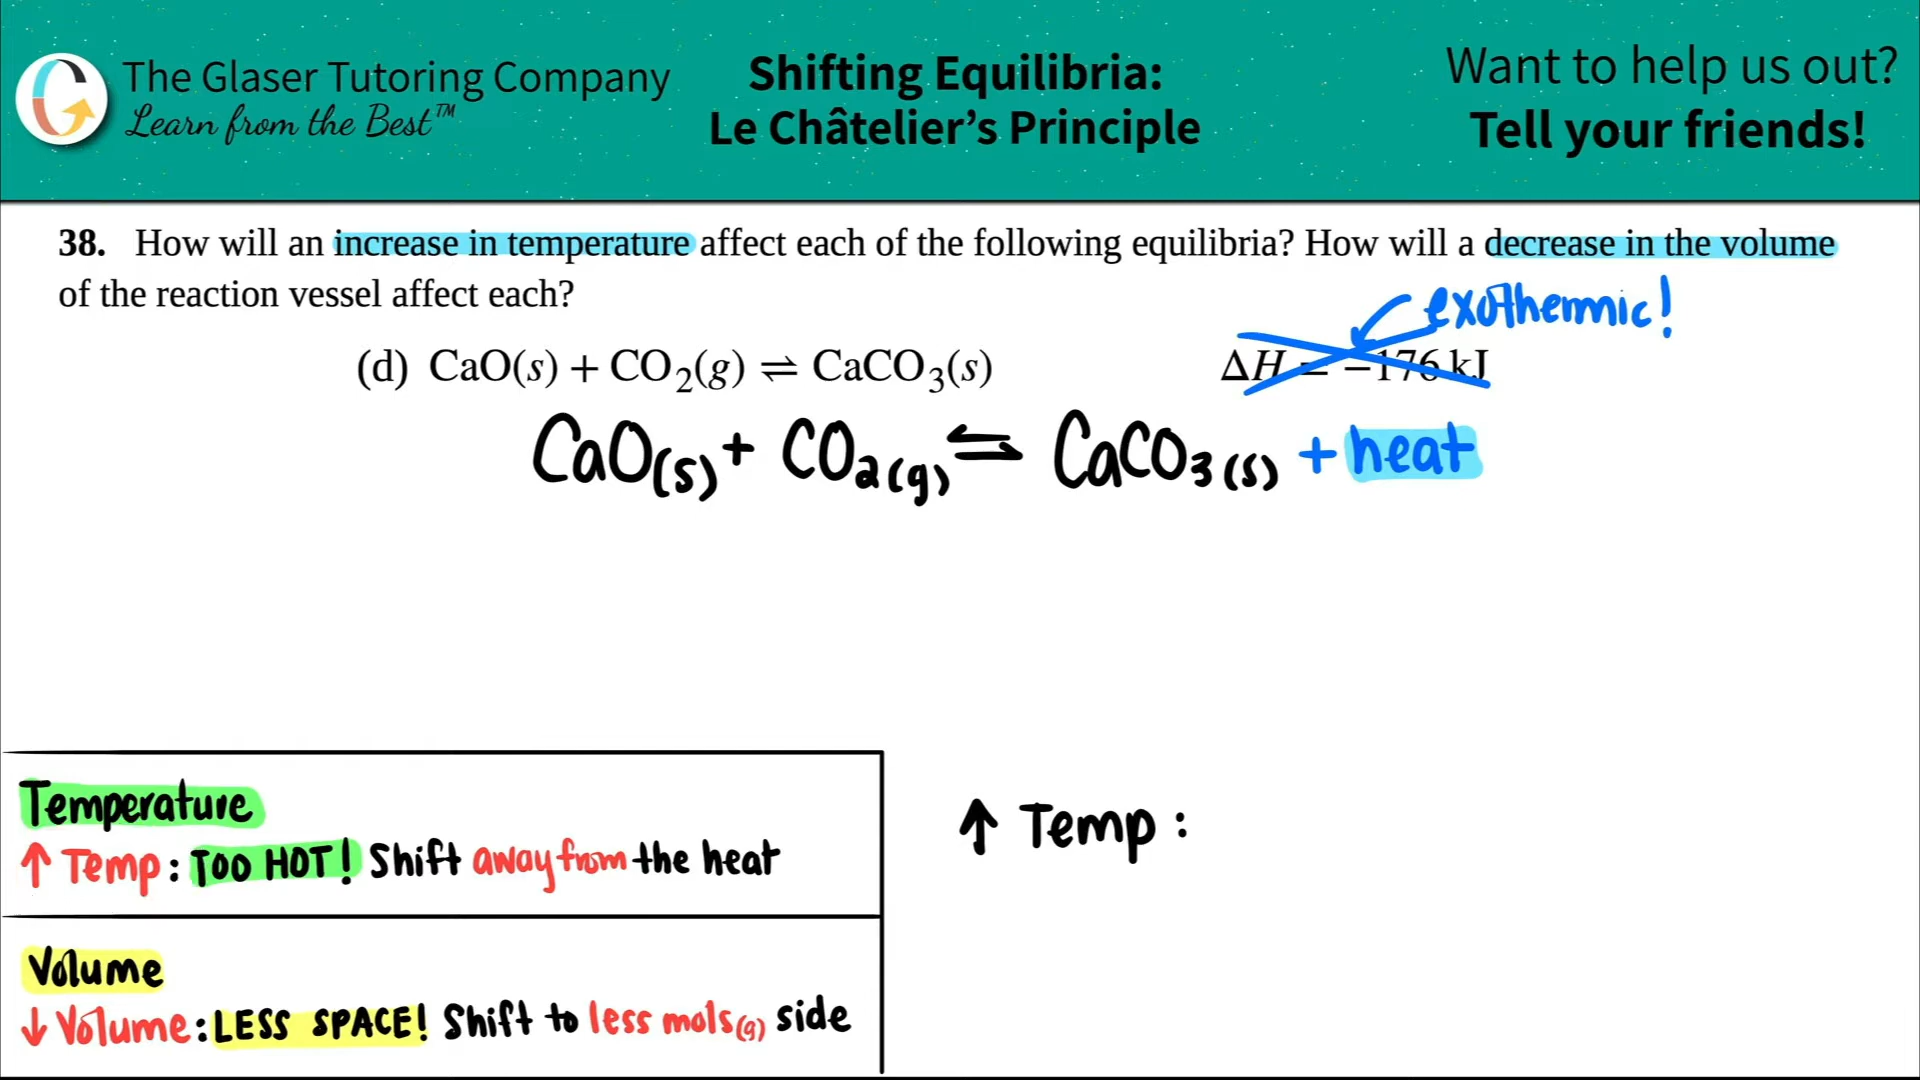 The Glaser Tutoring Company
Learn from the Best™
Shifting Equilibria:
Le Châtelier's Principle
Want to help us out?
Tell your friends!
38. How will an increase in temperature affect each of the following equilibria? How will a decrease in the volume
of the reaction vessel affect each?
exothermic!
(d) CaO(s) + CO₂(g) ⇌ CaCO₃(s) ΔH = −176 kJ
CaO(s) + CO₂(g) ⇌ CaCO₃(s) + heat
Temperature
↑ Temp: TOO HOT! Shift away from the heat
↑ Temp:
Volume
↓ Volume: LESS SPACE! Shift to less mols(g) side